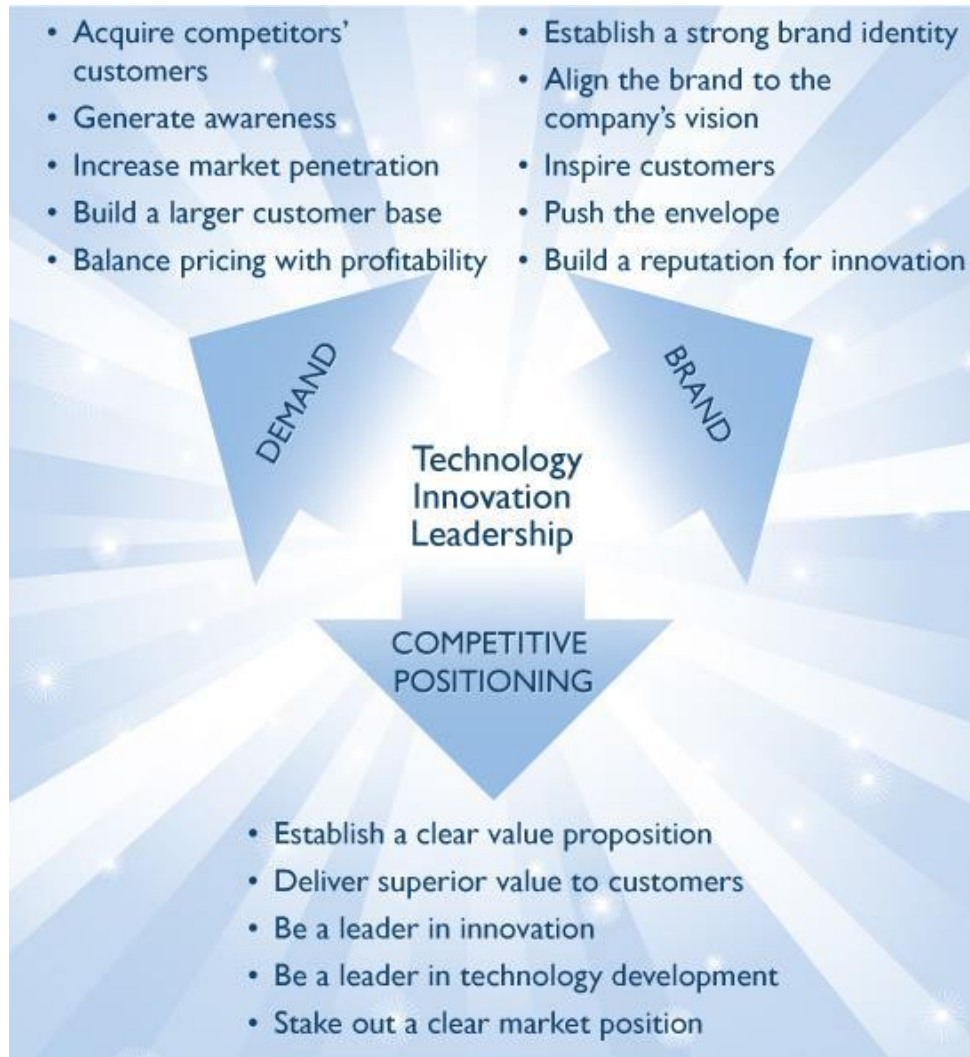 • Acquire competitors’
customers
• Generate awareness
• Increase market penetration
• Build a larger customer base
• Balance pricing with profitability
• Establish a strong brand identity
• Align the brand to the
company’s vision
• Inspire customers
• Push the envelope
• Build a reputation for innovation
DEMAND
BRAND
Technology
Innovation
Leadership
COMPETITIVE
POSITIONING
• Establish a clear value proposition
• Deliver superior value to customers
• Be a leader in innovation
• Be a leader in technology development
• Stake out a clear market position